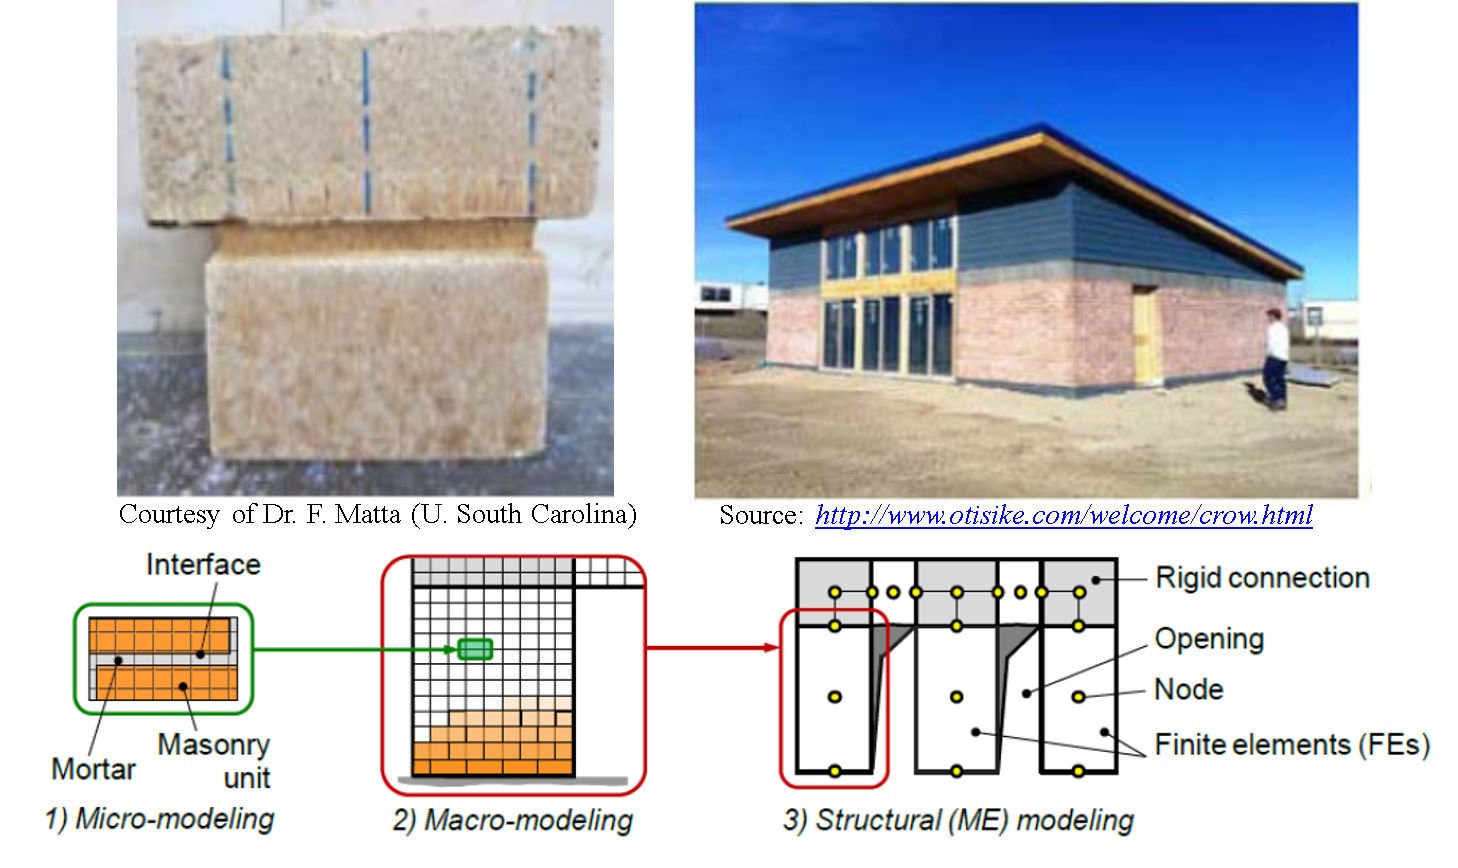 Courtesy of Dr. F. Matta (U. South Carolina)
Source: http://www.otisike.com/welcome/crow.html
Interface
Mortar
Masonry
unit
1) Micro-modeling
2) Macro-modeling
Rigid connection
Opening
Node
Finite elements (FEs)
3) Structural (ME) modeling